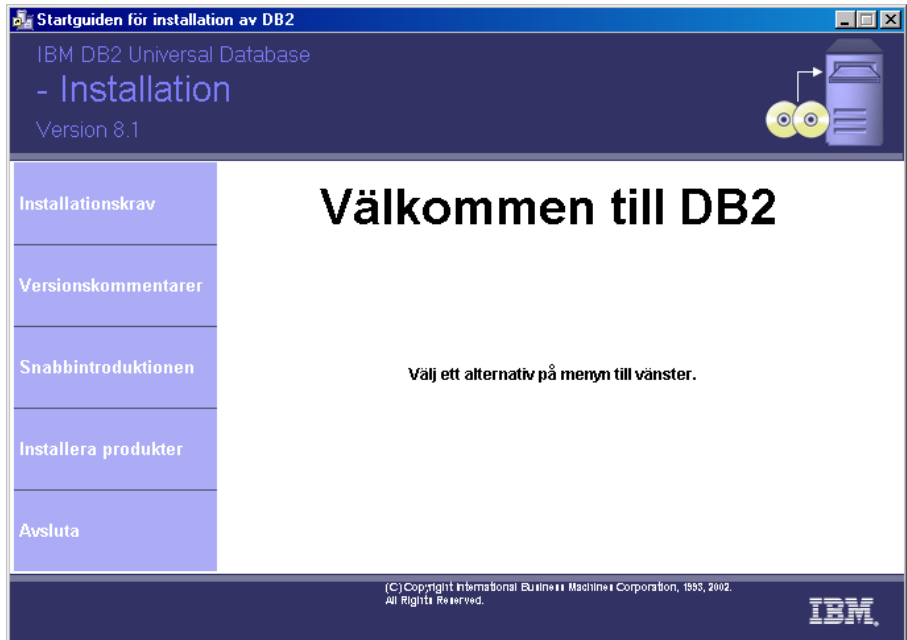 Startguiden för installation av DB2
IBM DB2 Universal Database
- Installation
Version 8.1
Installationskrav
Versionskommentarer
Snabbintroduktionen
Installera produkter
Avsluta
Välkommen till DB2
Välj ett alternativ på menyn till vänster.
(C) Copyright International Business Machines Corporation, 1993, 2002.
All Rights Reserved.
IBM.